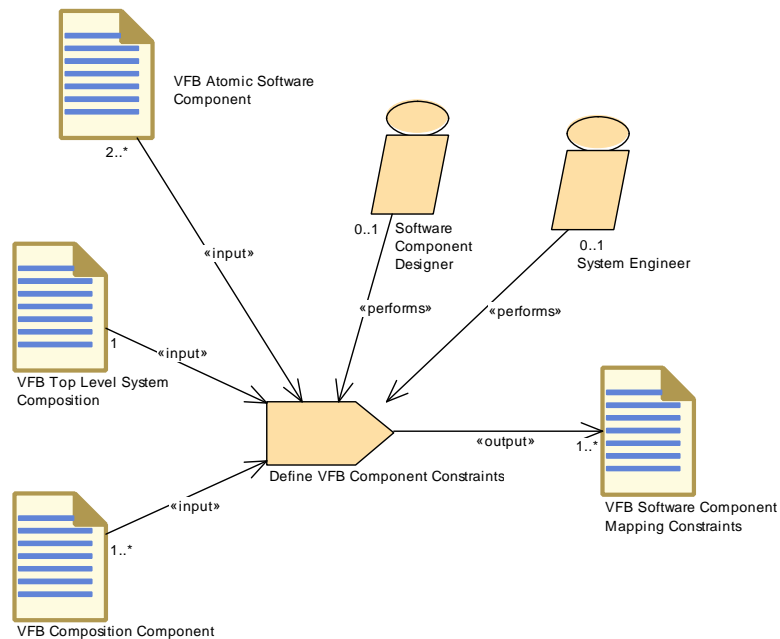 VFB Atomic Software
Component
2..*
0..1
Software
Component
Designer
0..1
System Engineer
«input»
«performs»
«performs»
1
«input»
VFB Top Level System
Composition
«output»
1..*
Define VFB Component Constraints
«input»
VFB Software Component
Mapping Constraints
1..*
VFB Composition Component